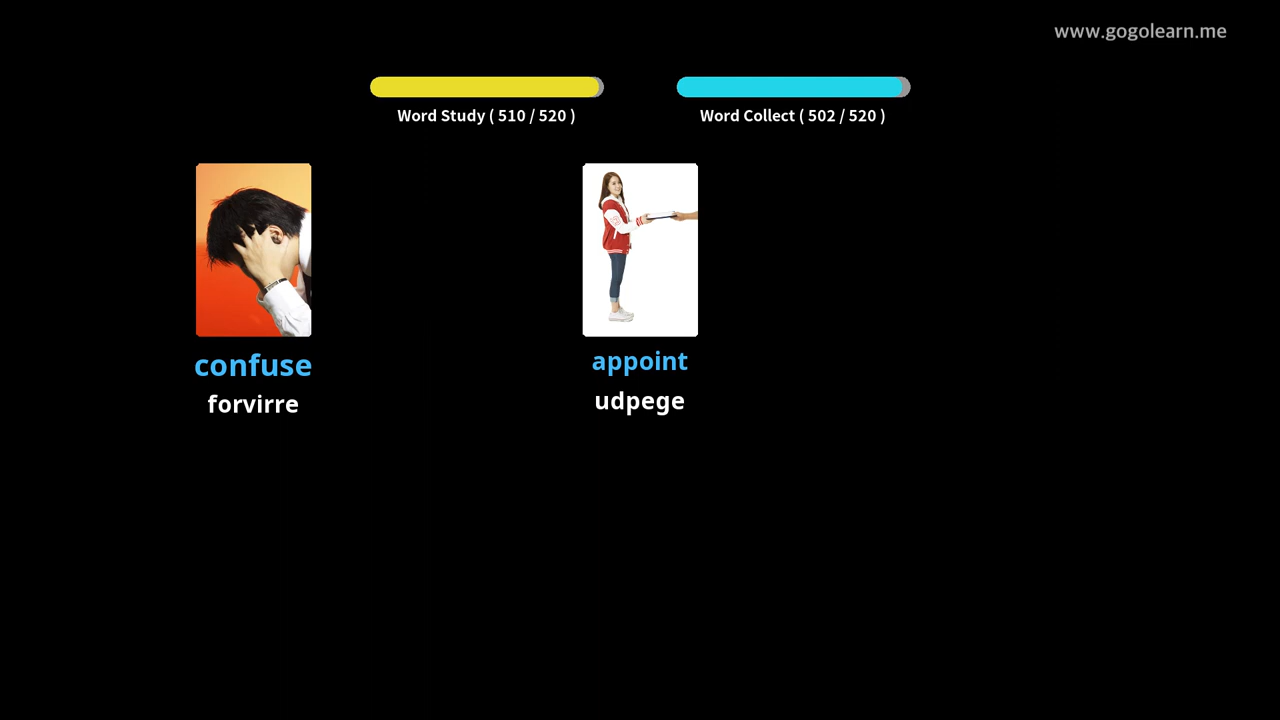 www.gogolearn.me
Word Study ( 510 / 520 )
Word Collect ( 502 / 520 )
confuse
forvirre
appoint
udpege